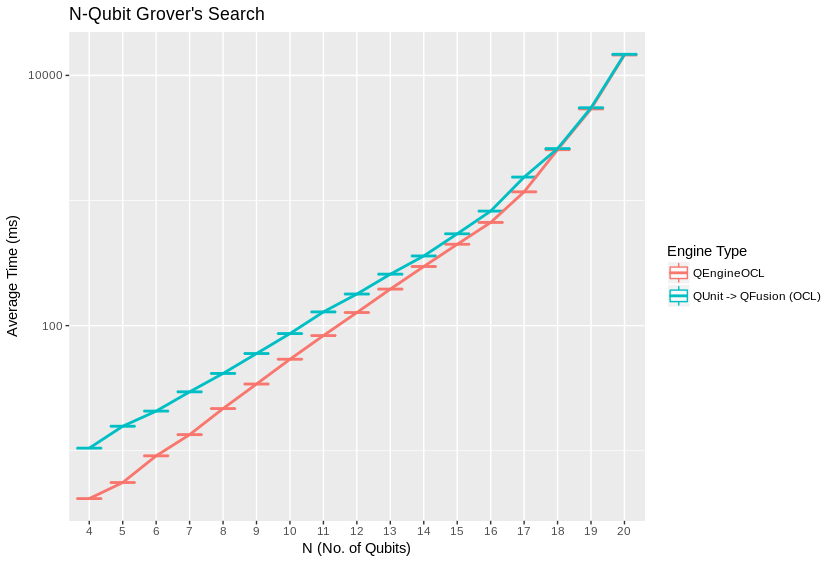 N-Qubit Grover's Search
Average Time (ms)
10000
100
4 5 6 7 8 9 10 11 12 13 14 15 16 17 18 19 20
N (No. of Qubits)
Engine Type
QEngineOCL
QUnit -> QFusion (OCL)